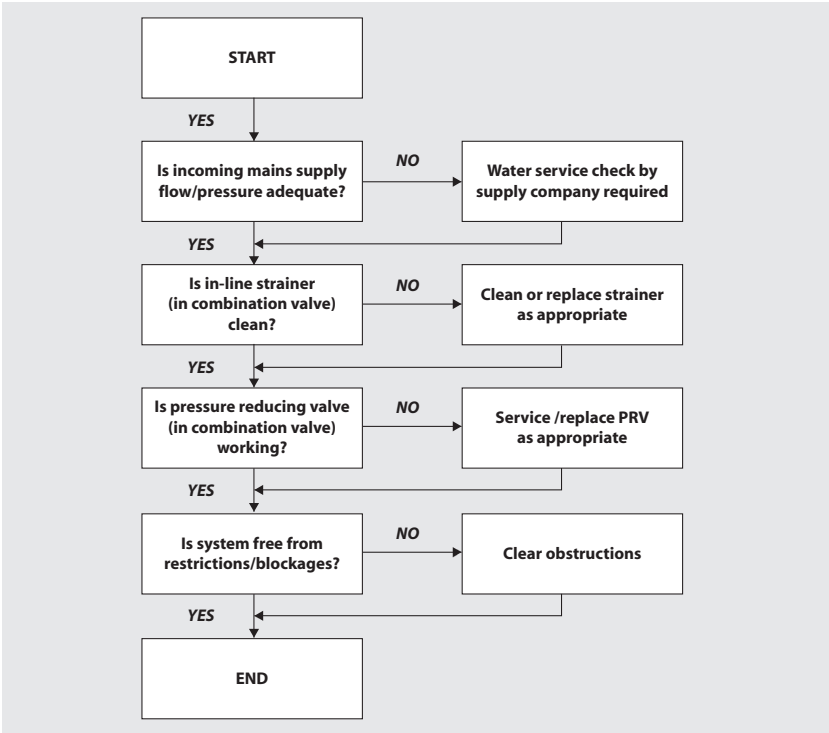 START
YES
Is incoming mains supply
flow/pressure adequate?
NO
Water service check by
supply company required
YES
Is in-line strainer
(in combination valve)
clean?
NO
Clean or replace strainer
as appropriate
YES
Is pressure reducing valve
(in combination valve)
working?
NO
Service /replace PRV
as appropriate
YES
Is system free from
restrictions/blockages?
NO
Clear obstructions
YES
END